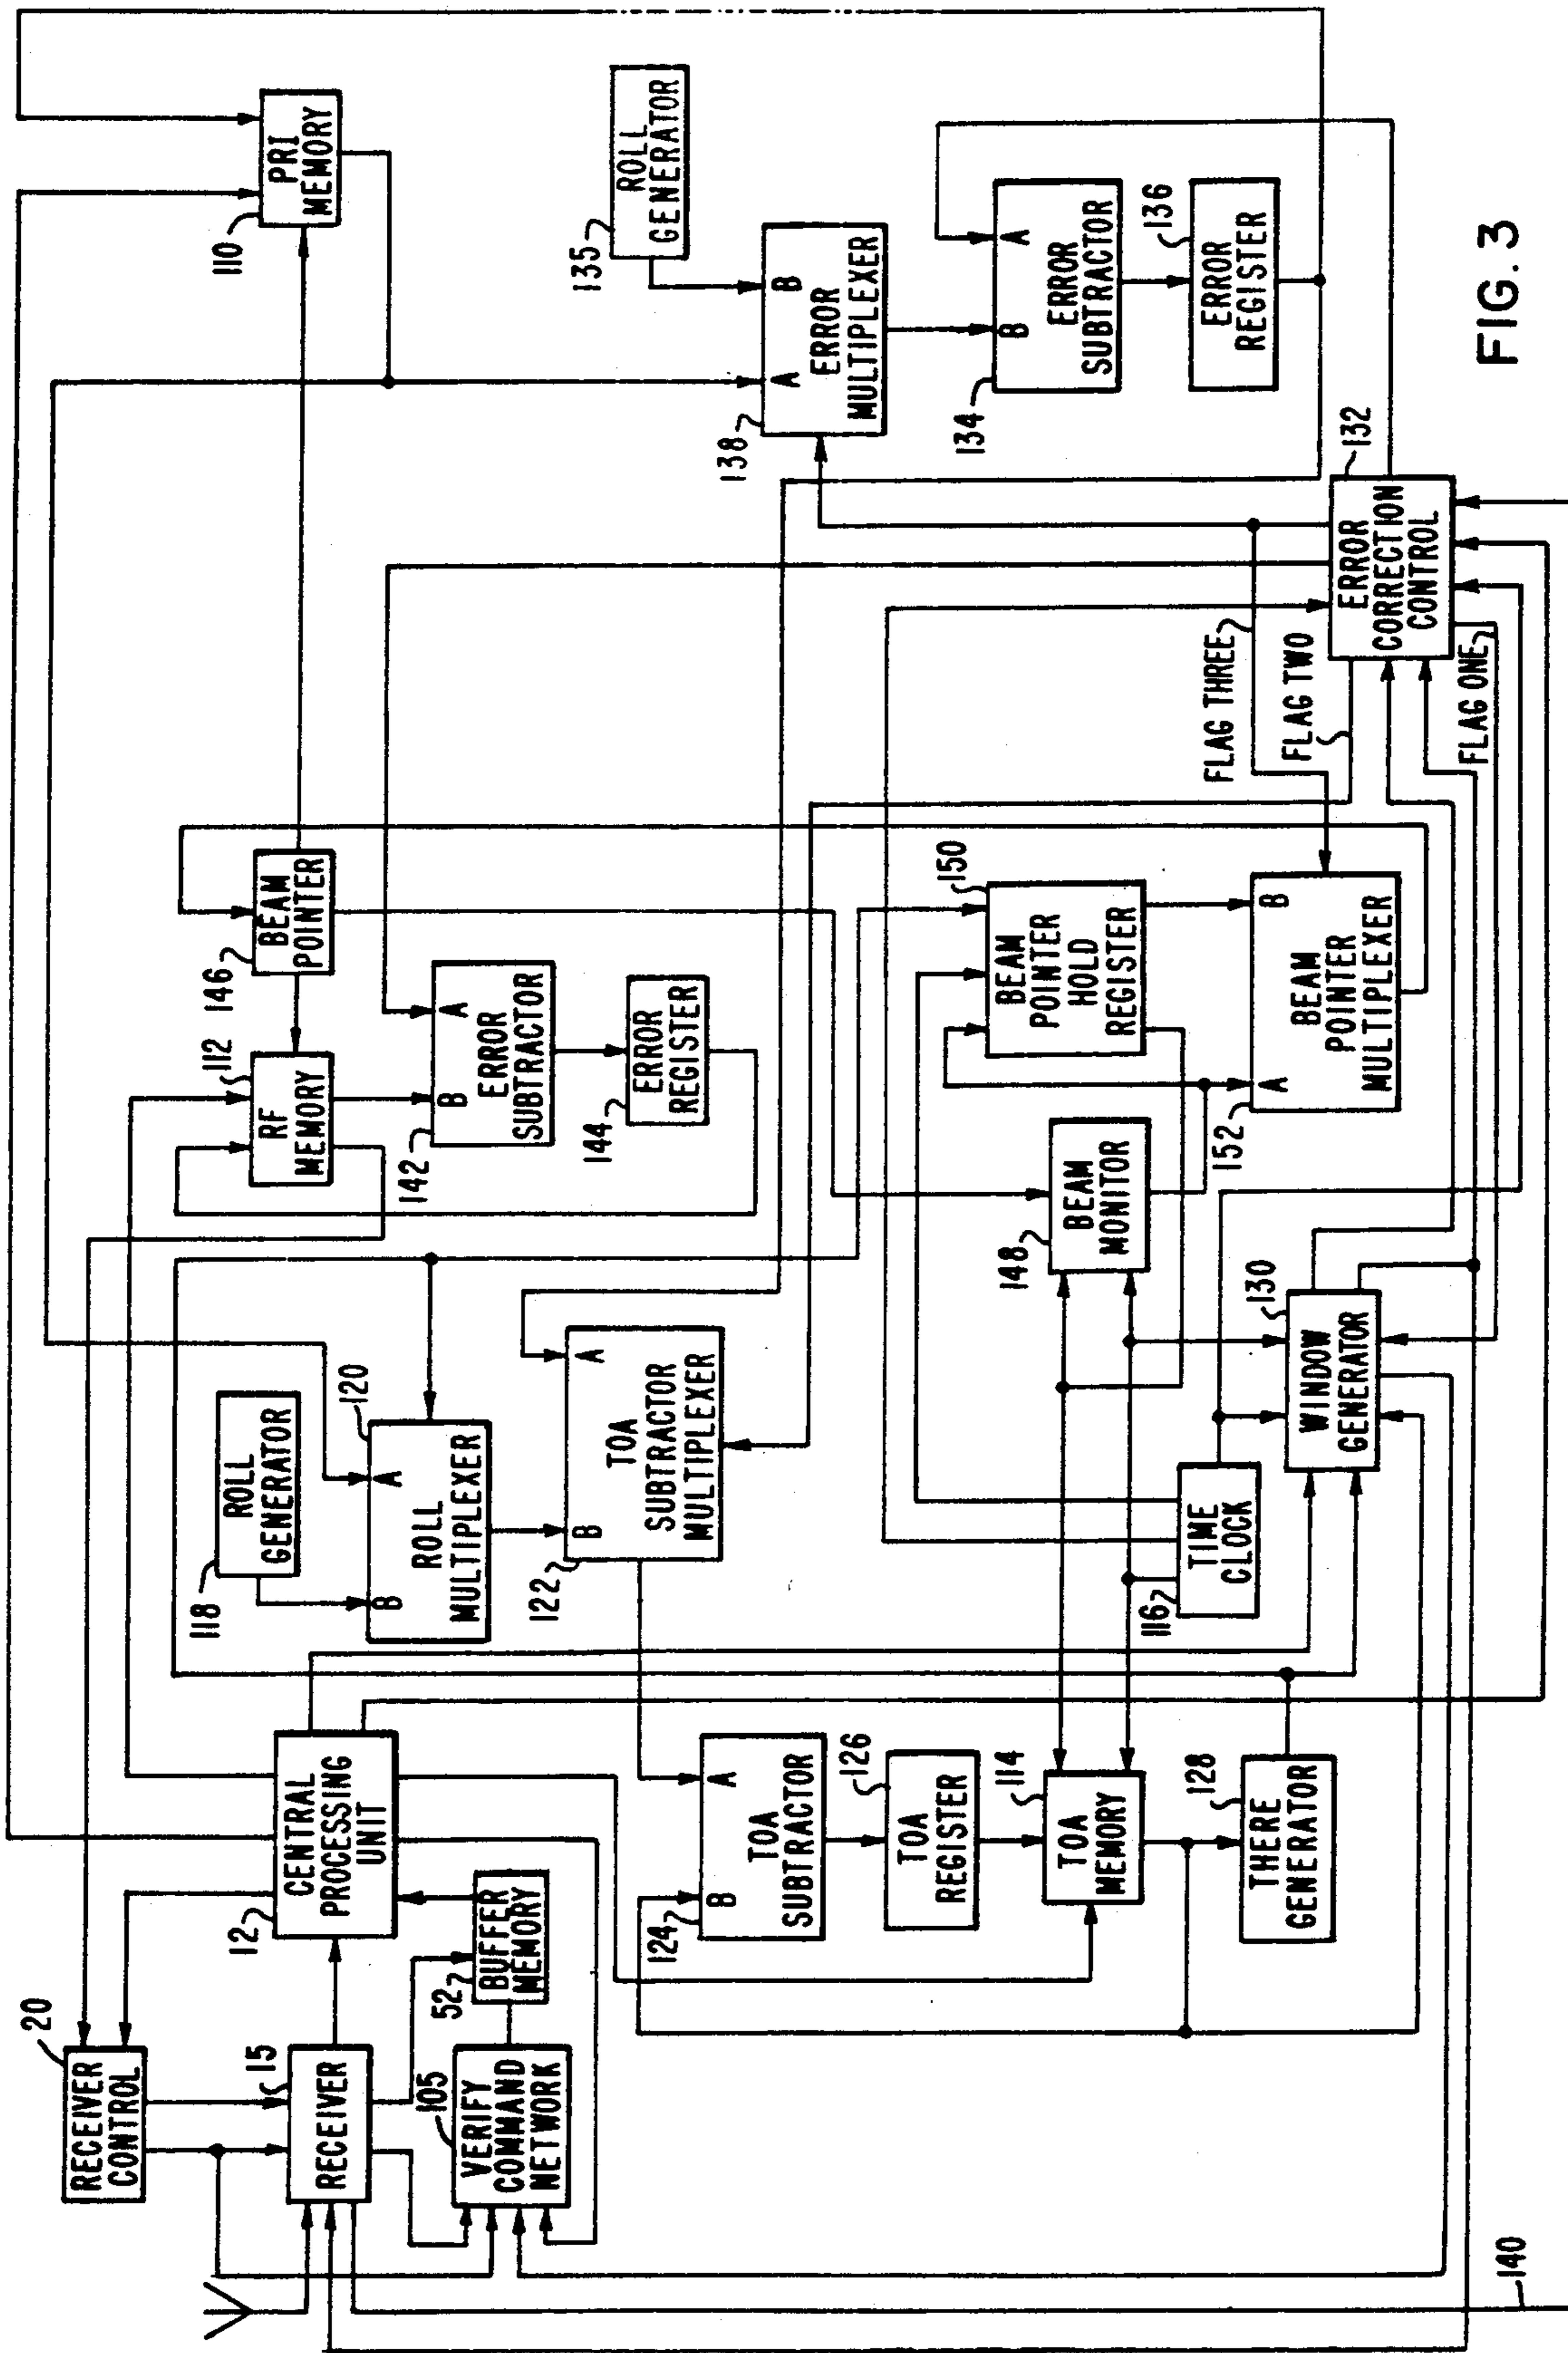 20
RECEIVER
CONTROL
15
RECEIVER
105
VERIFY
COMMAND
NETWORK
52
BUFFER
MEMORY
12
CENTRAL
PROCESSING
UNIT
118
ROLL
GENERATOR
120
B
A
ROLL
MULTIPLEXER
122
B
A
TOA
SUBTRACTOR
MULTIPLEXER
124
B
A
TOA
SUBTRACTOR
126
TOA
REGISTER
114
TOA
MEMORY
128
THERE
GENERATOR
112
RF
MEMORY
146
BEAM
POINTER
110
PRI
MEMORY
142
B
A
ERROR
SUBTRACTOR
144
ERROR
REGISTER
135
ROLL
GENERATOR
138
A
B
ERROR
MULTIPLEXER
134
B
A
ERROR
SUBTRACTOR
136
ERROR
REGISTER
148
BEAM
MONITOR
150
BEAM
POINTER
HOLD
REGISTER
152
A
B
BEAM
POINTER
MULTIPLEXER
116
TIME
CLOCK
130
WINDOW
GENERATOR
FLAG THREE
FLAG TWO
FLAG ONE
132
ERROR
CORRECTION
CONTROL
140
FIG. 3